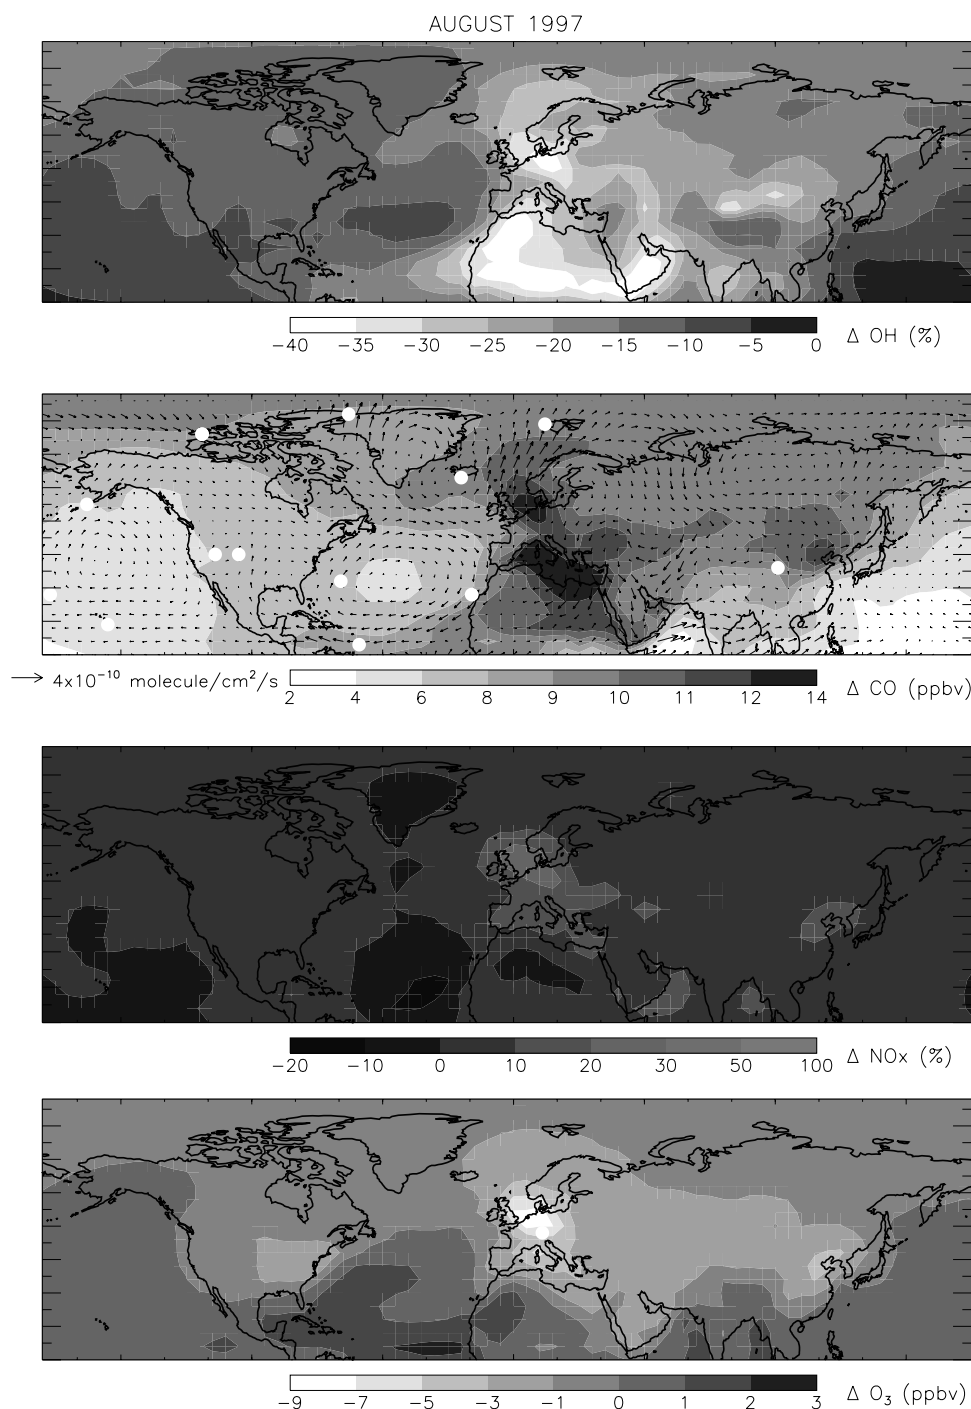 AUGUST 1997
−40 −35 −30 −25 −20 −15 −10 −5 0 Δ OH (%)
4x10⁻¹⁰ molecule/cm²/s
2 4 6 7 8 9 10 11 12 14 Δ CO (ppbv)
−20 −10 0 10 20 30 50 100 Δ NOx (%)
−9 −7 −5 −3 −1 0 1 2 3 Δ O₃ (ppbv)